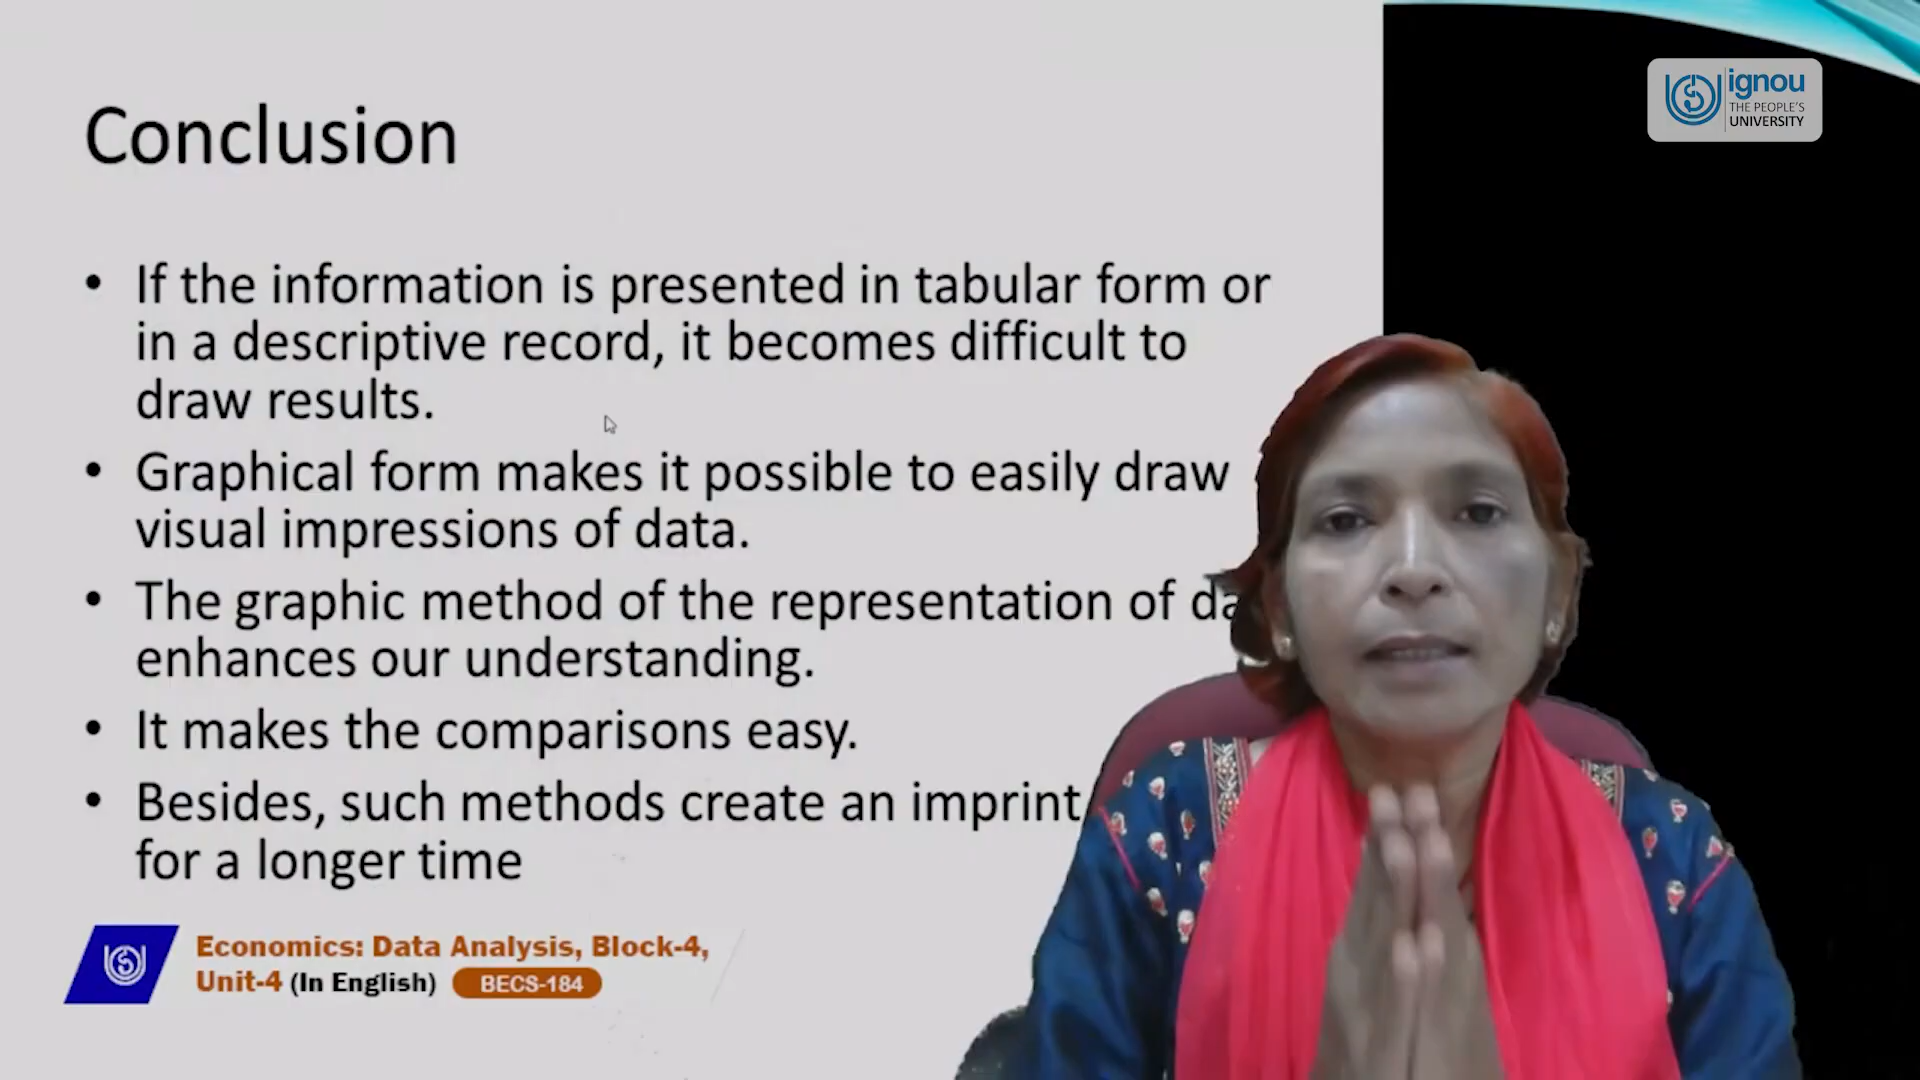 Conclusion
• If the information is presented in tabular form or
in a descriptive record, it becomes difficult to
draw results.
• Graphical form makes it possible to easily draw
visual impressions of data.
• The graphic method of the representation of
enhances our understanding.
• It makes the comparisons easy.
• Besides, such methods create an imprint
for a longer time
Economics: Data Analysis, Block-4,
Unit-4 (In English) BECS-184
ignou
THE PEOPLE'S
UNIVERSITY